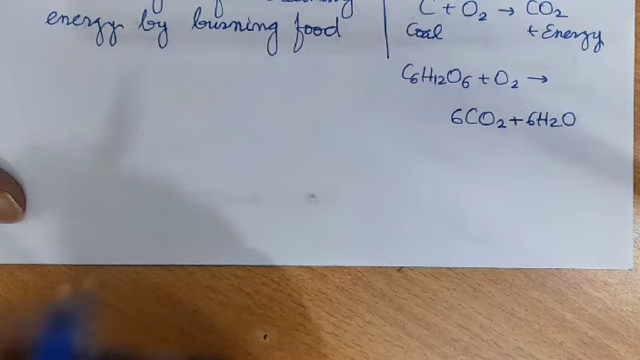 energy by burning food
C + O2 → CO2
Coal + Energy
C6H12O6 + O2 →
6CO2 + 6H2O